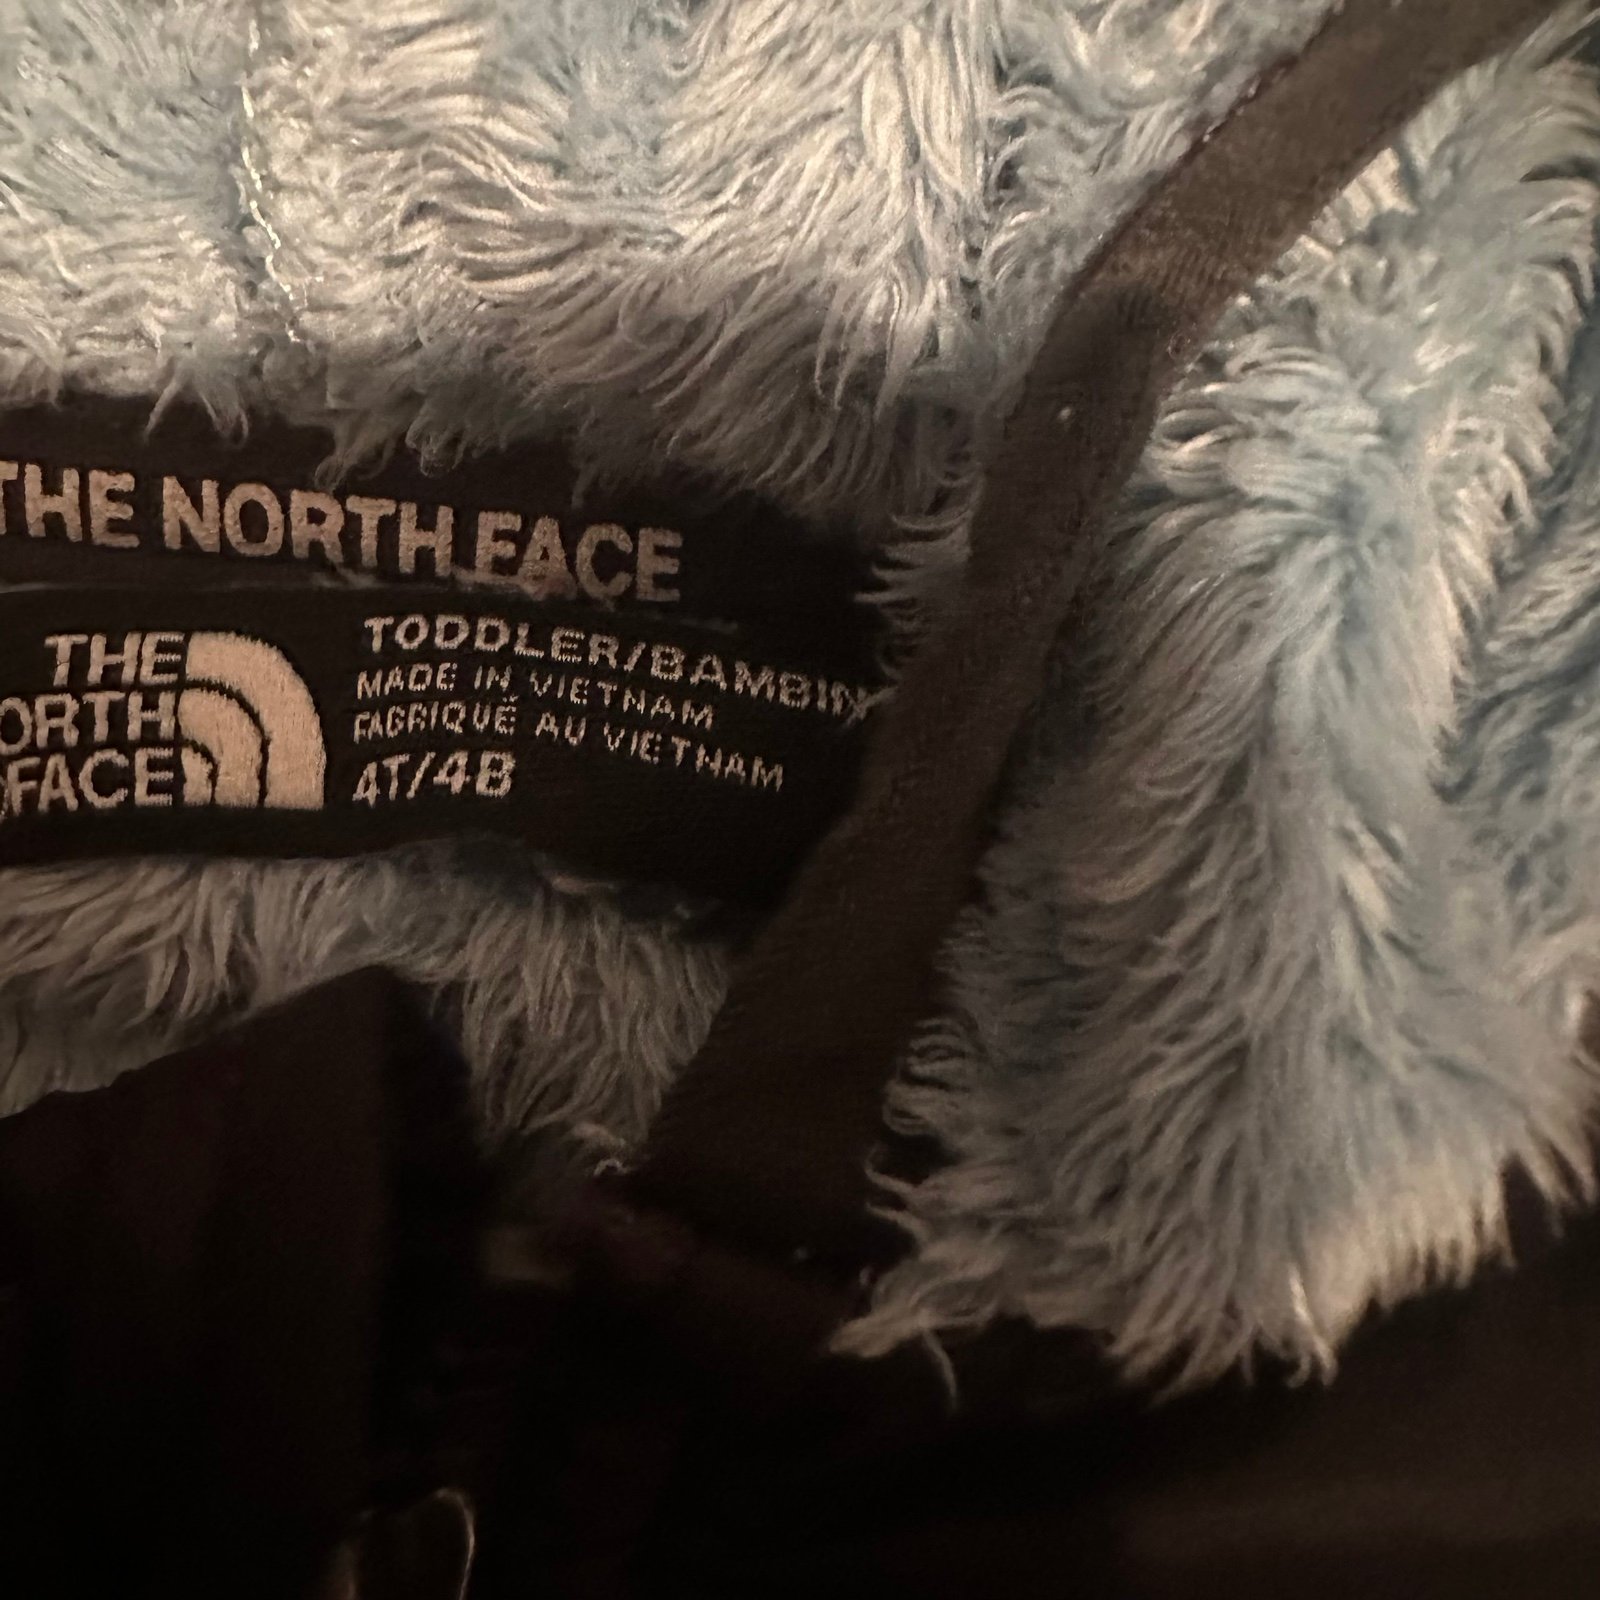 THE NORTH FACE
THE
ORTH
FACE
TODDLER/BAMBIN
MADE IN VIETNAM
FABRIQUÉ AU VIETNAM
4T/4B